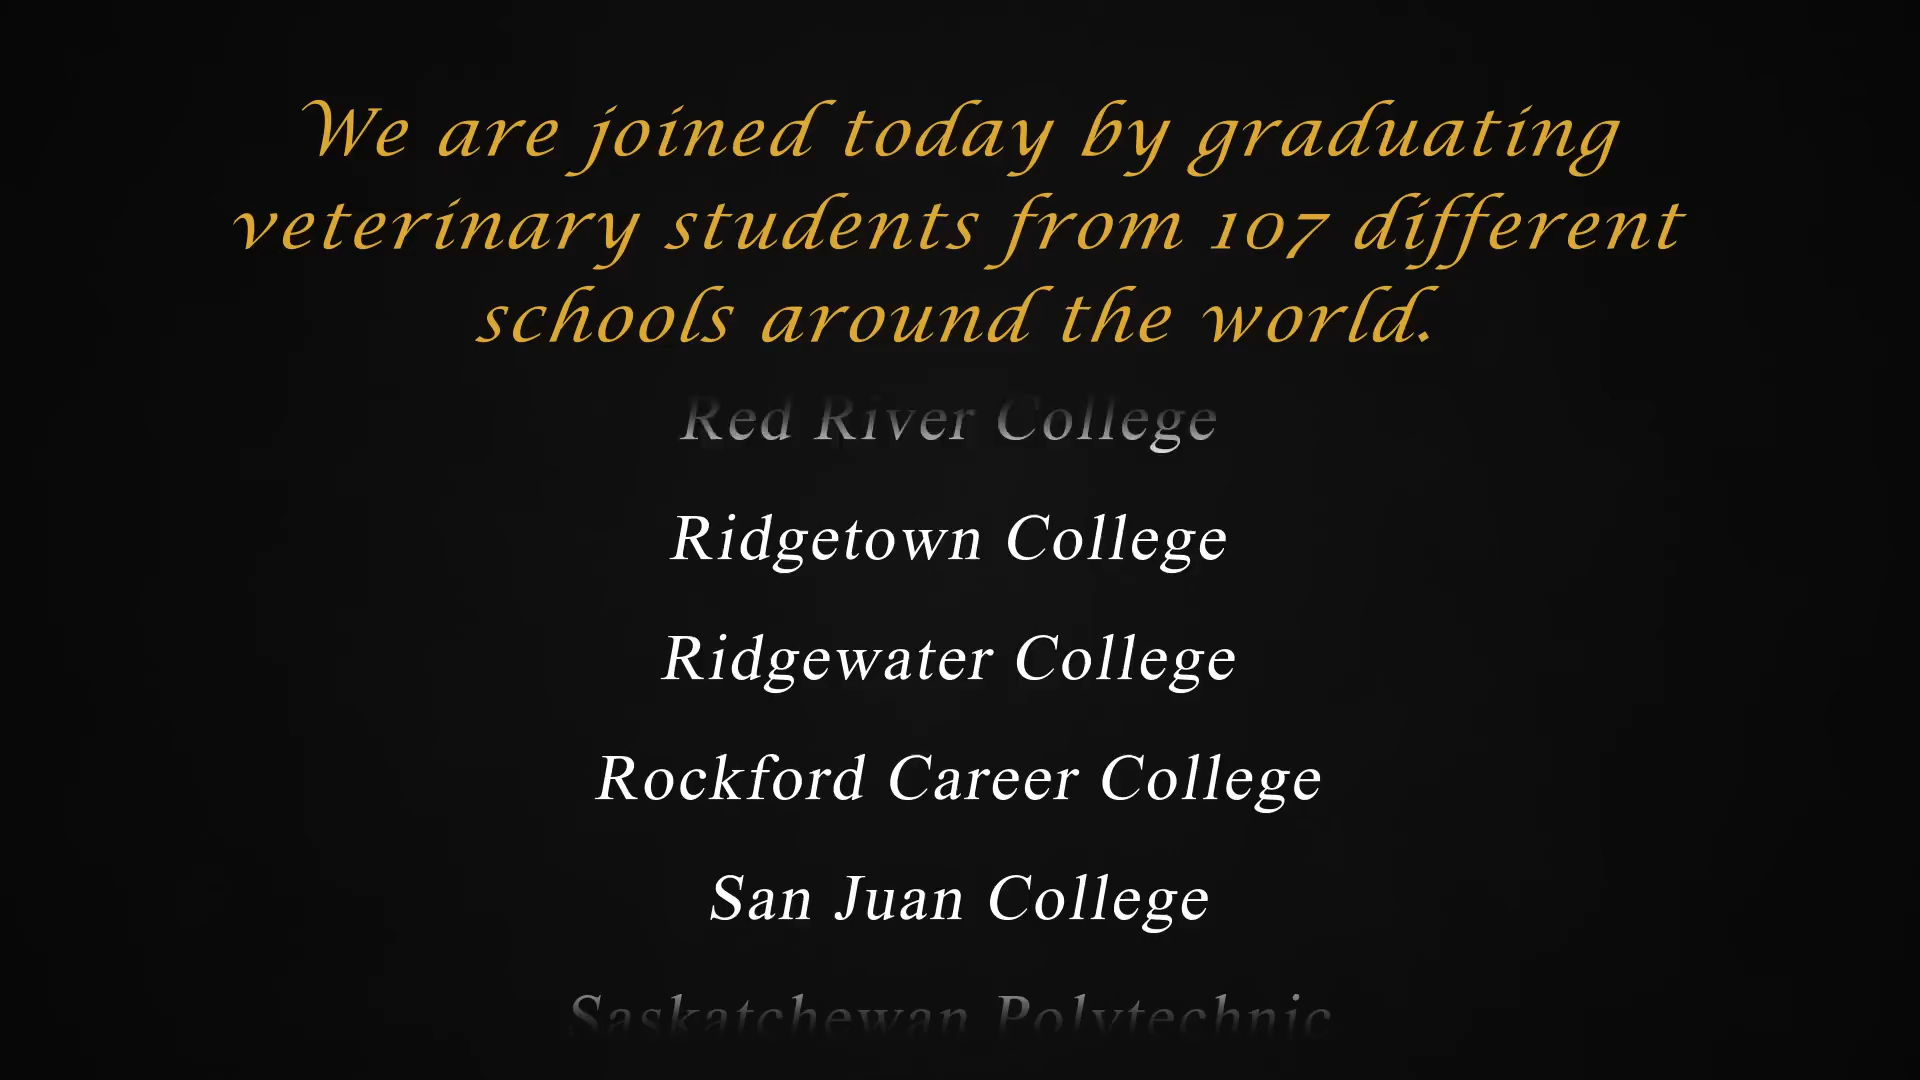 We are joined today by graduating
veterinary students from 107 different
schools around the world.
Red River College
Ridgetown College
Ridgewater College
Rockford Career College
San Juan College
Saskatchewan Polytechnic